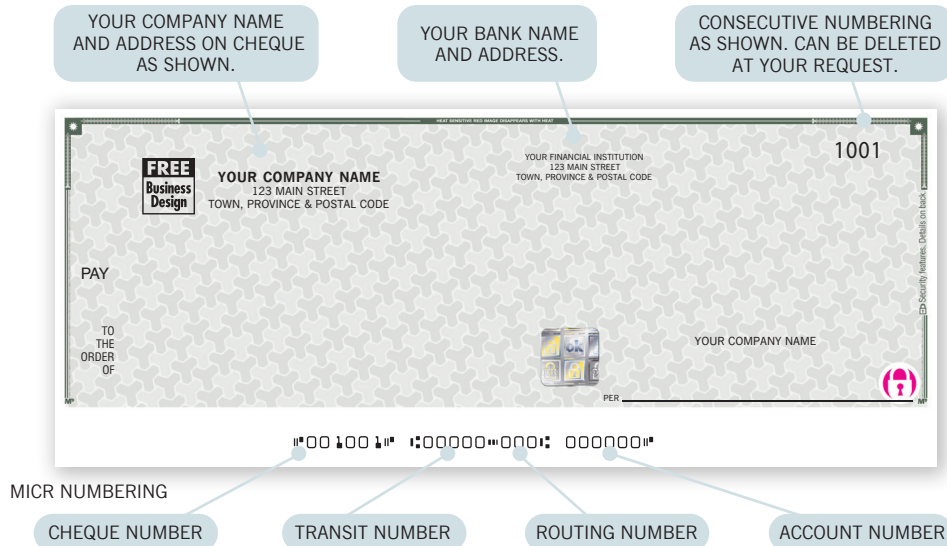 YOUR COMPANY NAME
AND ADDRESS ON CHEQUE
AS SHOWN.
YOUR BANK NAME
AND ADDRESS.
CONSECUTIVE NUMBERING
AS SHOWN. CAN BE DELETED
AT YOUR REQUEST.
HEAT SENSITIVE RED IMAGE DISAPPEARS WITH HEAT
FREE
Business
Design
YOUR COMPANY NAME
123 MAIN STREET
TOWN, PROVINCE & POSTAL CODE
YOUR FINANCIAL INSTITUTION
123 MAIN STREET
TOWN, PROVINCE & POSTAL CODE
1001
Security features. Details on back.
PAY
TO
THE
ORDER
OF
ok
YOUR COMPANY NAME
PER
MP
MP
⑈001001⑈ ⑆00000⑉000⑆ 000000⑈
MICR NUMBERING
CHEQUE NUMBER
TRANSIT NUMBER
ROUTING NUMBER
ACCOUNT NUMBER